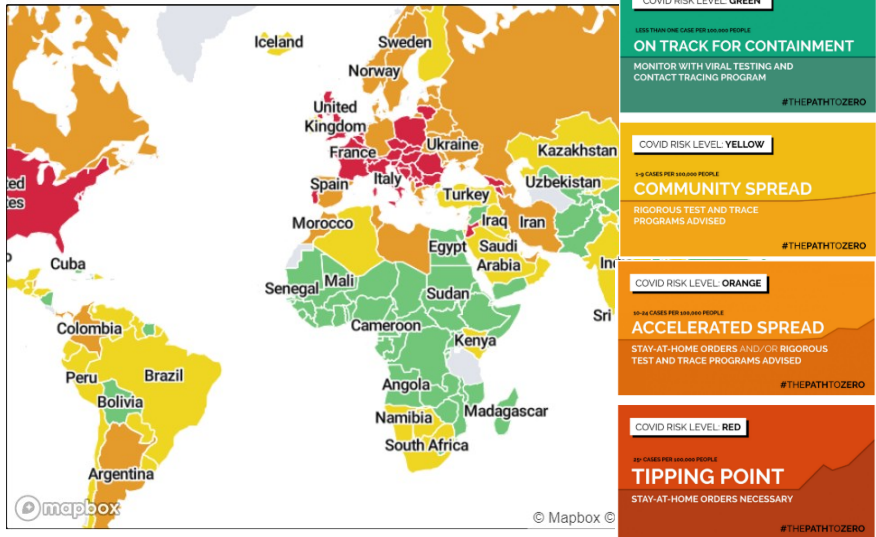 Iceland
Sweden
Norway
United
Kingdom
France
Ukraine
Kazakhstan
Spain
Italy
Turkey
Uzbekistan
ted
es
Morocco
Iraq
Iran
Egypt
Saudi
Arabia
In
Cuba
Senegal
Mali
Sudan
Sri
Colombia
Cameroon
Kenya
Peru
Brazil
Angola
Bolivia
Madagascar
Namibia
South Africa
Argentina
mapbox
© Mapbox ©
COVID RISK LEVEL: GREEN
LESS THAN ONE CASE PER 100,000 PEOPLE
ON TRACK FOR CONTAINMENT
MONITOR WITH VIRAL TESTING AND
CONTACT TRACING PROGRAM
#THEPATHTOZERO
COVID RISK LEVEL: YELLOW
1-9 CASES PER 100,000 PEOPLE
COMMUNITY SPREAD
RIGOROUS TEST AND TRACE
PROGRAMS ADVISED
#THEPATHTOZERO
COVID RISK LEVEL: ORANGE
10-24 CASES PER 100,000 PEOPLE
ACCELERATED SPREAD
STAY-AT-HOME ORDERS AND/OR RIGOROUS
TEST AND TRACE PROGRAMS ADVISED
#THEPATHTOZERO
COVID RISK LEVEL: RED
25+ CASES PER 100,000 PEOPLE
TIPPING POINT
STAY-AT-HOME ORDERS NECESSARY
#THEPATHTOZERO